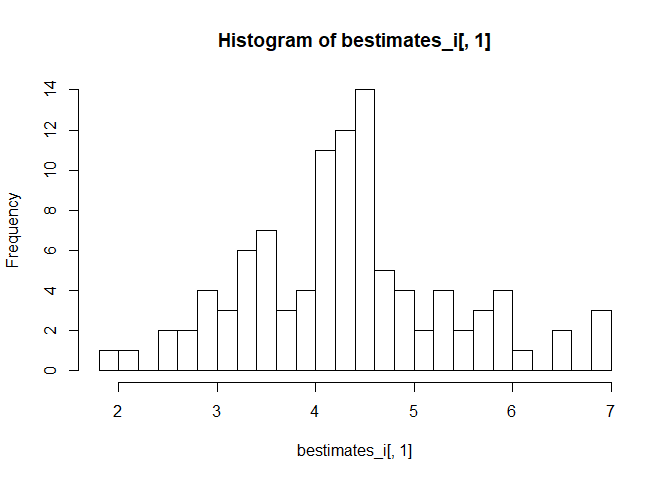 Histogram of bestimates_i[, 1]
Frequency
0 2 4 6 8 10 12 14
2 3 4 5 6 7
bestimates_i[, 1]